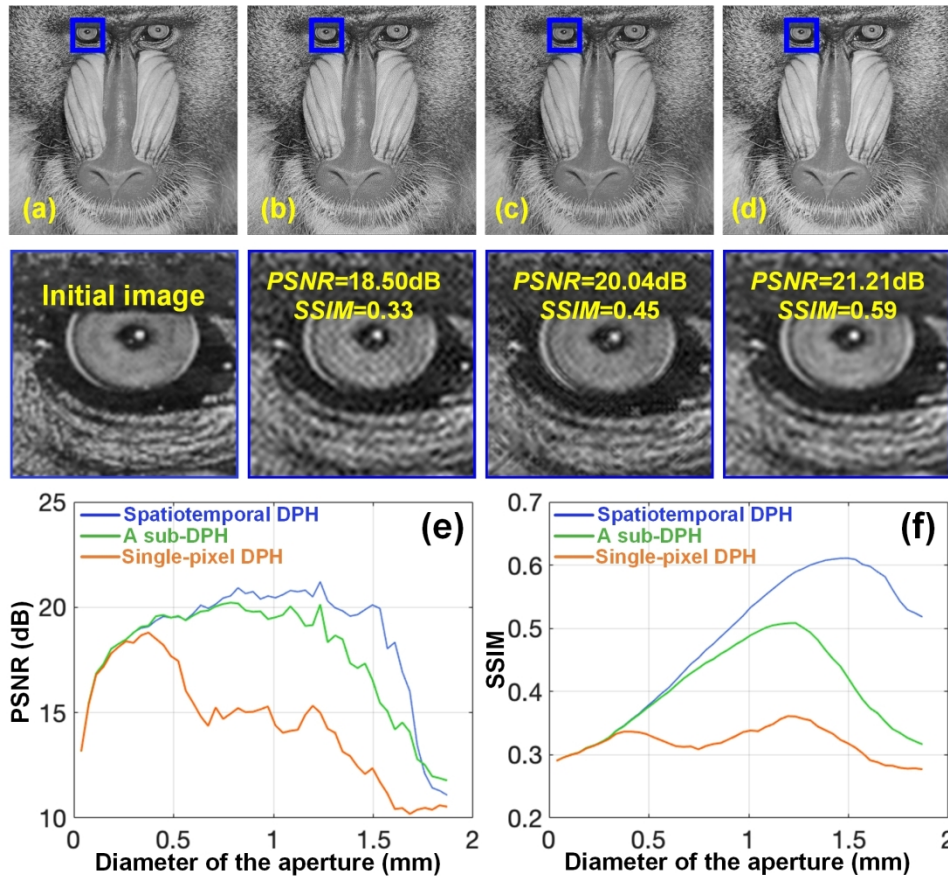 (a)
(b)
(c)
(d)
Initial image
PSNR=18.50dB
SSIM=0.33
PSNR=20.04dB
SSIM=0.45
PSNR=21.21dB
SSIM=0.59
25
20
15
10
PSNR (dB)
Spatiotemporal DPH
A sub-DPH
Single-pixel DPH
(e)
0
0.5
1
1.5
2
Diameter of the aperture (mm)
0.7
0.6
0.5
0.4
0.3
0.2
SSIM
Spatiotemporal DPH
A sub-DPH
Single-pixel DPH
(f)
0
0.5
1
1.5
2
Diameter of the aperture (mm)